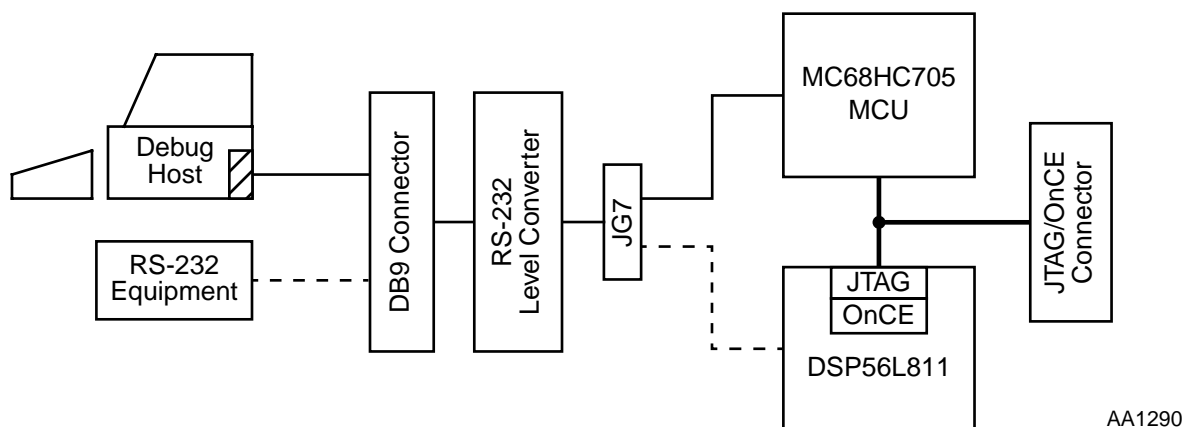 Debug
Host
RS-232
Equipment
DB9 Connector
RS-232
Level Converter
JG7
MC68HC705
MCU
JTAG
OnCE
DSP56L811
JTAG/OnCE
Connector
AA1290